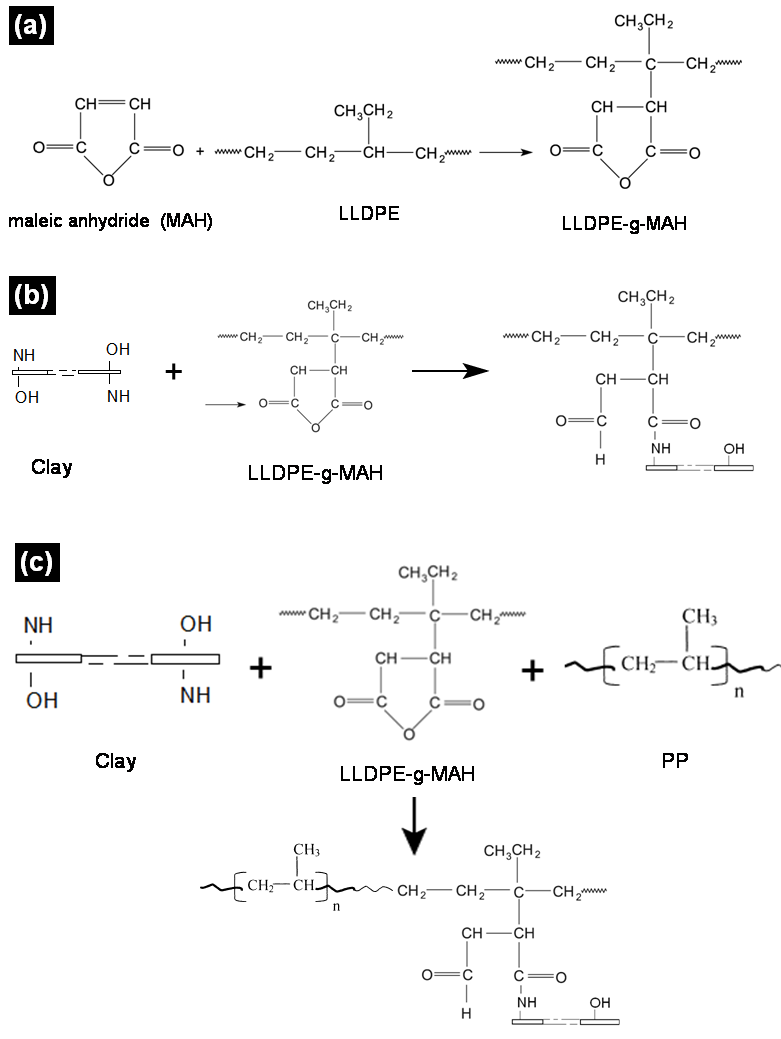 (a)
CH3CH2
CH2 CH2 C CH2
CH CH CH3CH2 CH CH
O C C O + CH2 CH2 CH CH2 O C C O
O O
maleic anhydride (MAH) LLDPE LLDPE-g-MAH
(b)
CH3CH2 CH3CH2
NH OH CH2 CH2 C CH2 CH2 CH2 C CH2
+ CH CH CH CH
OH NH O C C O O C C O
O H NH OH
Clay LLDPE-g-MAH
(c)
CH3CH2
NH OH CH2 CH2 C CH2 CH3
+ CH CH + CH2 CH
OH NH O C C O n
O
Clay LLDPE-g-MAH PP
CH3 CH3CH2
CH2 CH n CH2 CH2 C CH2
CH CH
O C C O
H NH OH